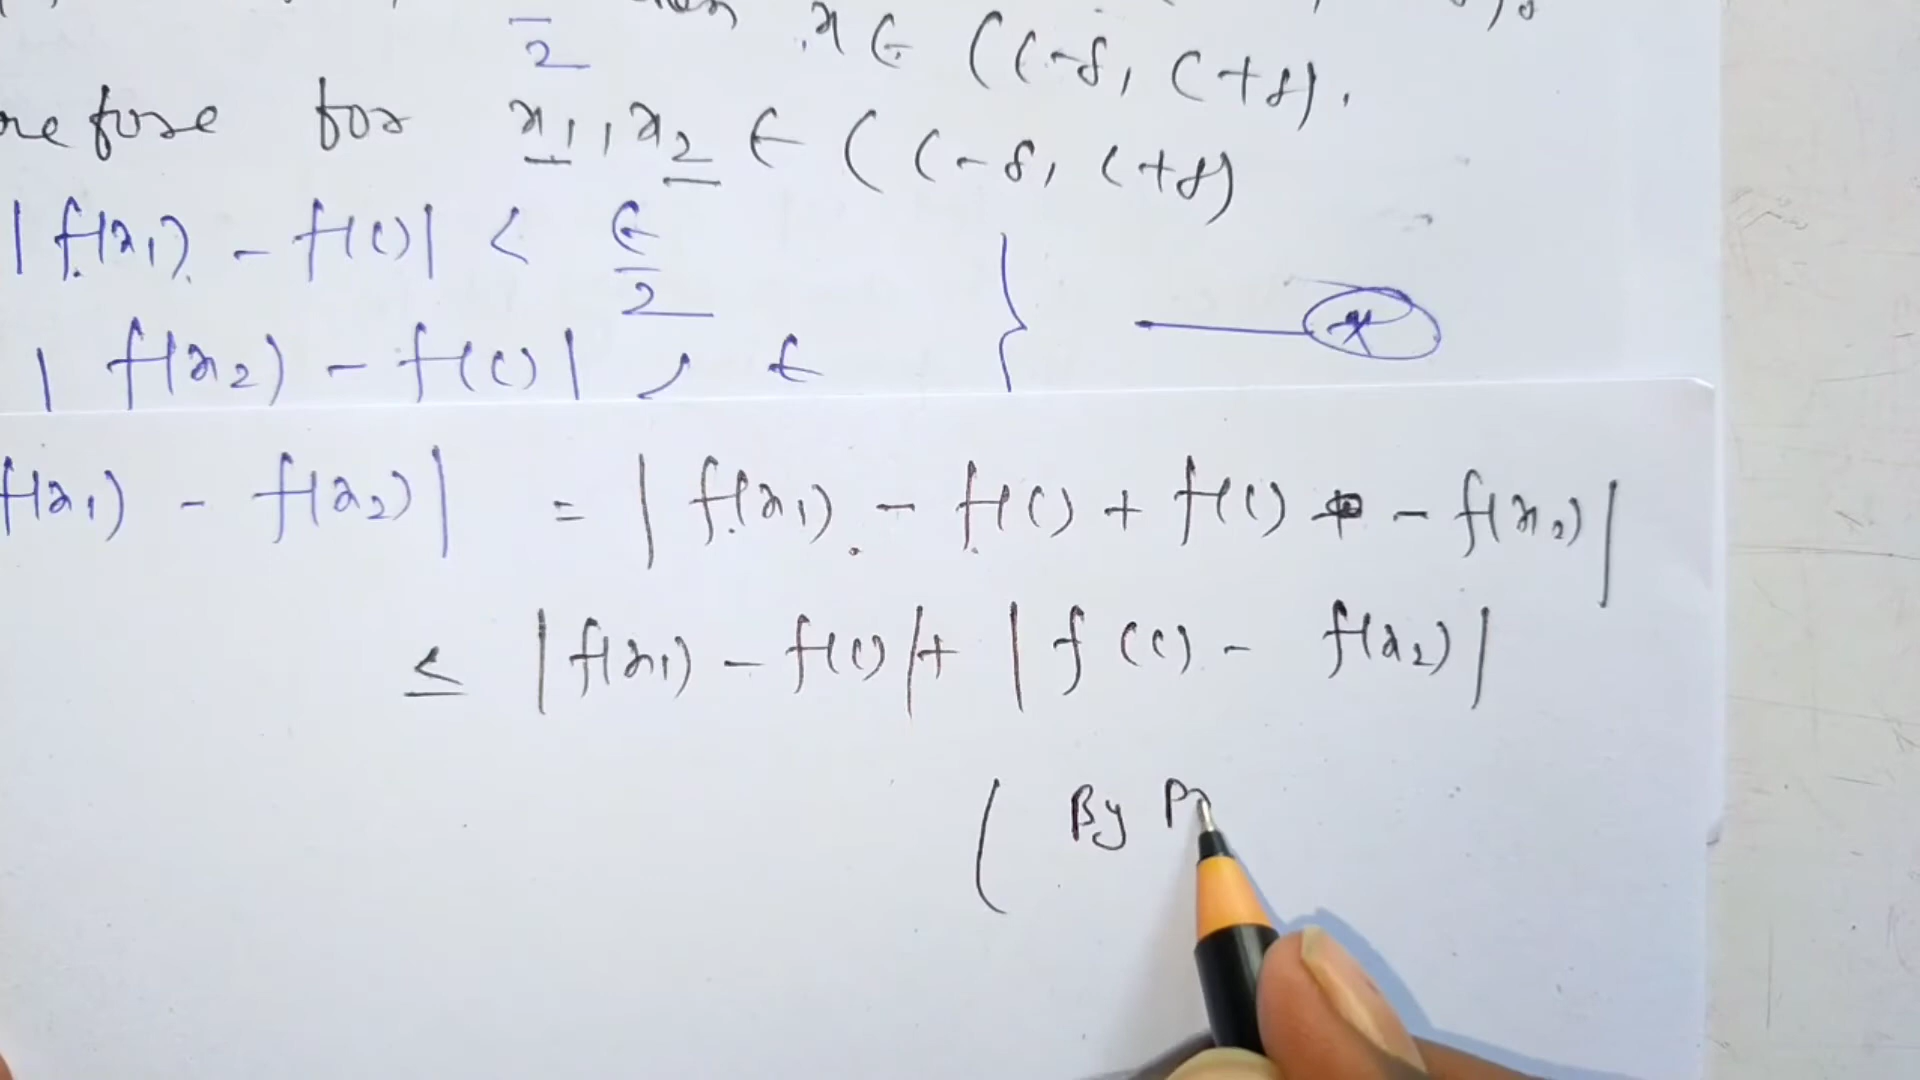 x ∈ (c-δ, c+δ).
2
refore for x₁, x₂ ∈ (c-δ, c+δ)
|f(x₁) - f(c)| < ε/2 } — *
| f(x₂) - f(c)| , ε
f(x₁) - f(x₂)| = | f(x₁) - f(c) + f(c) - f(x₂)|
≤ |f(x₁) - f(c)| + | f(c) - f(x₂)|
( By